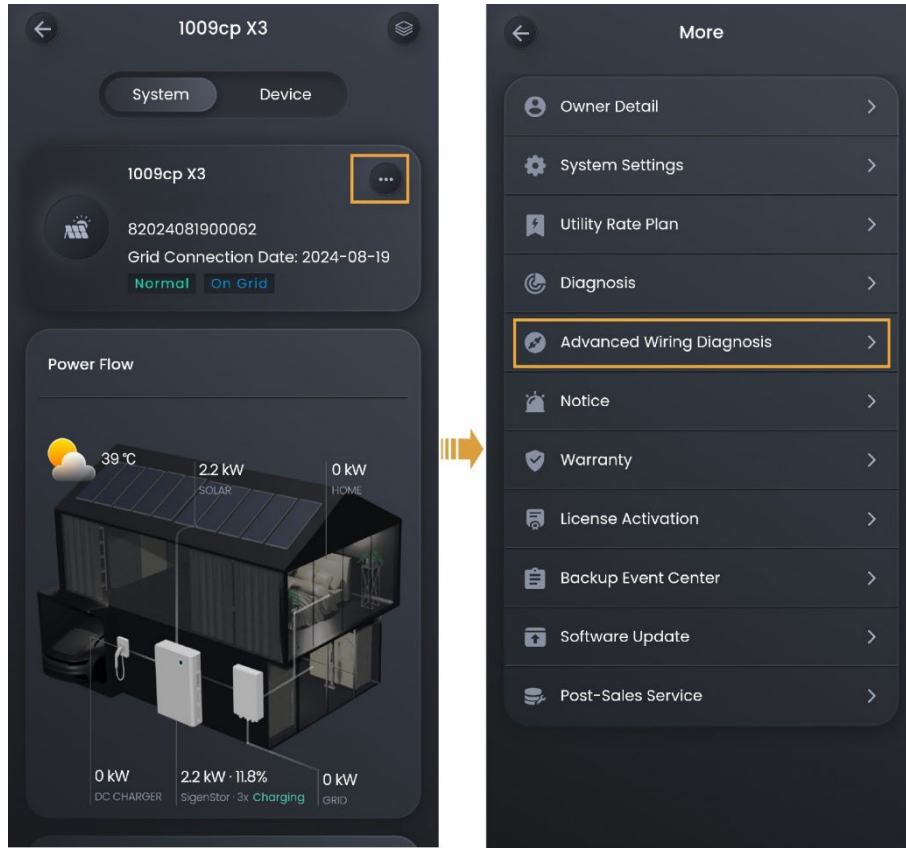 1009cp X3
System
Device
1009cp X3
82024081900062
Grid Connection Date: 2024-08-19
Normal
On Grid
Power Flow
39 ℃
2.2 kW
SOLAR
0 kW
HOME
0 kW
DC CHARGER
2.2 kW · 11.8%
SigenStor · 3x Charging
0 kW
GRID
More
Owner Detail
System Settings
Utility Rate Plan
Diagnosis
Advanced Wiring Diagnosis
Notice
Warranty
License Activation
Backup Event Center
Software Update
Post-Sales Service